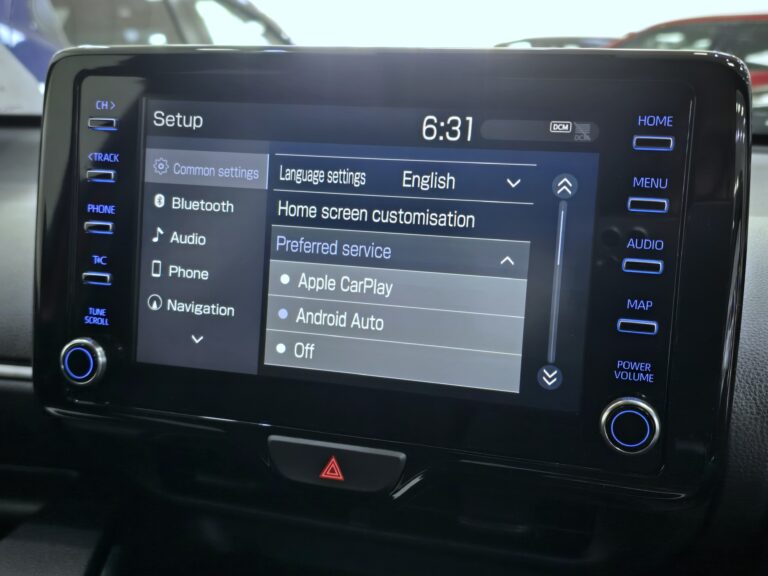 CH >
< TRACK
PHONE
T*C
TUNE
SCROLL
Setup
6:31
DCM
DCM
Common settings
Bluetooth
Audio
Phone
Navigation
Language settings English
Home screen customisation
Preferred service
Apple CarPlay
Android Auto
Off
HOME
MENU
AUDIO
MAP
POWER
VOLUME